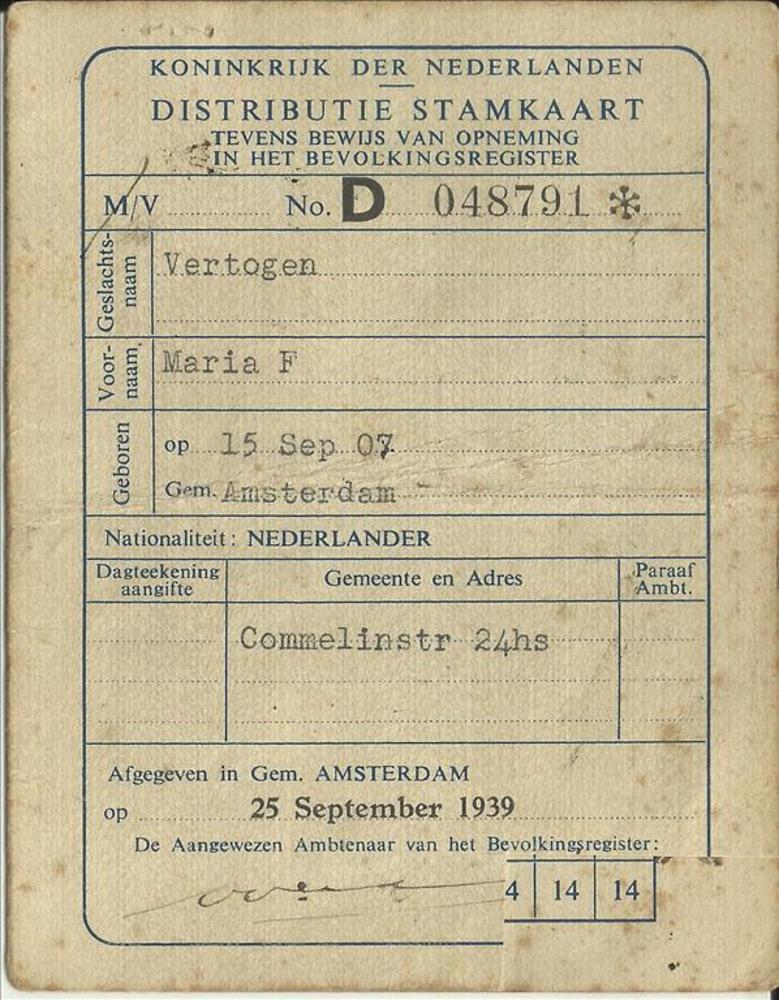 KONINKRIJK DER NEDERLANDEN
DISTRIBUTIE STAMKAART
TEVENS BEWIJS VAN OPNEMING
IN HET BEVOLKINGSREGISTER
M/V No. D 048791 *
Geslachts-
naam
Vertogen
Voor-
naam
Maria F
Geboren
op 15 Sep 07
Gem. Amsterdam
Nationaliteit: NEDERLANDER
Dagteekening
aangifte
Gemeente en Adres
Paraaf
Ambt.
Commelinstr 24hs
Afgegeven in Gem. AMSTERDAM
op 25 September 1939
De Aangewezen Ambtenaar van het Bevolkingsregister:
4 14 14